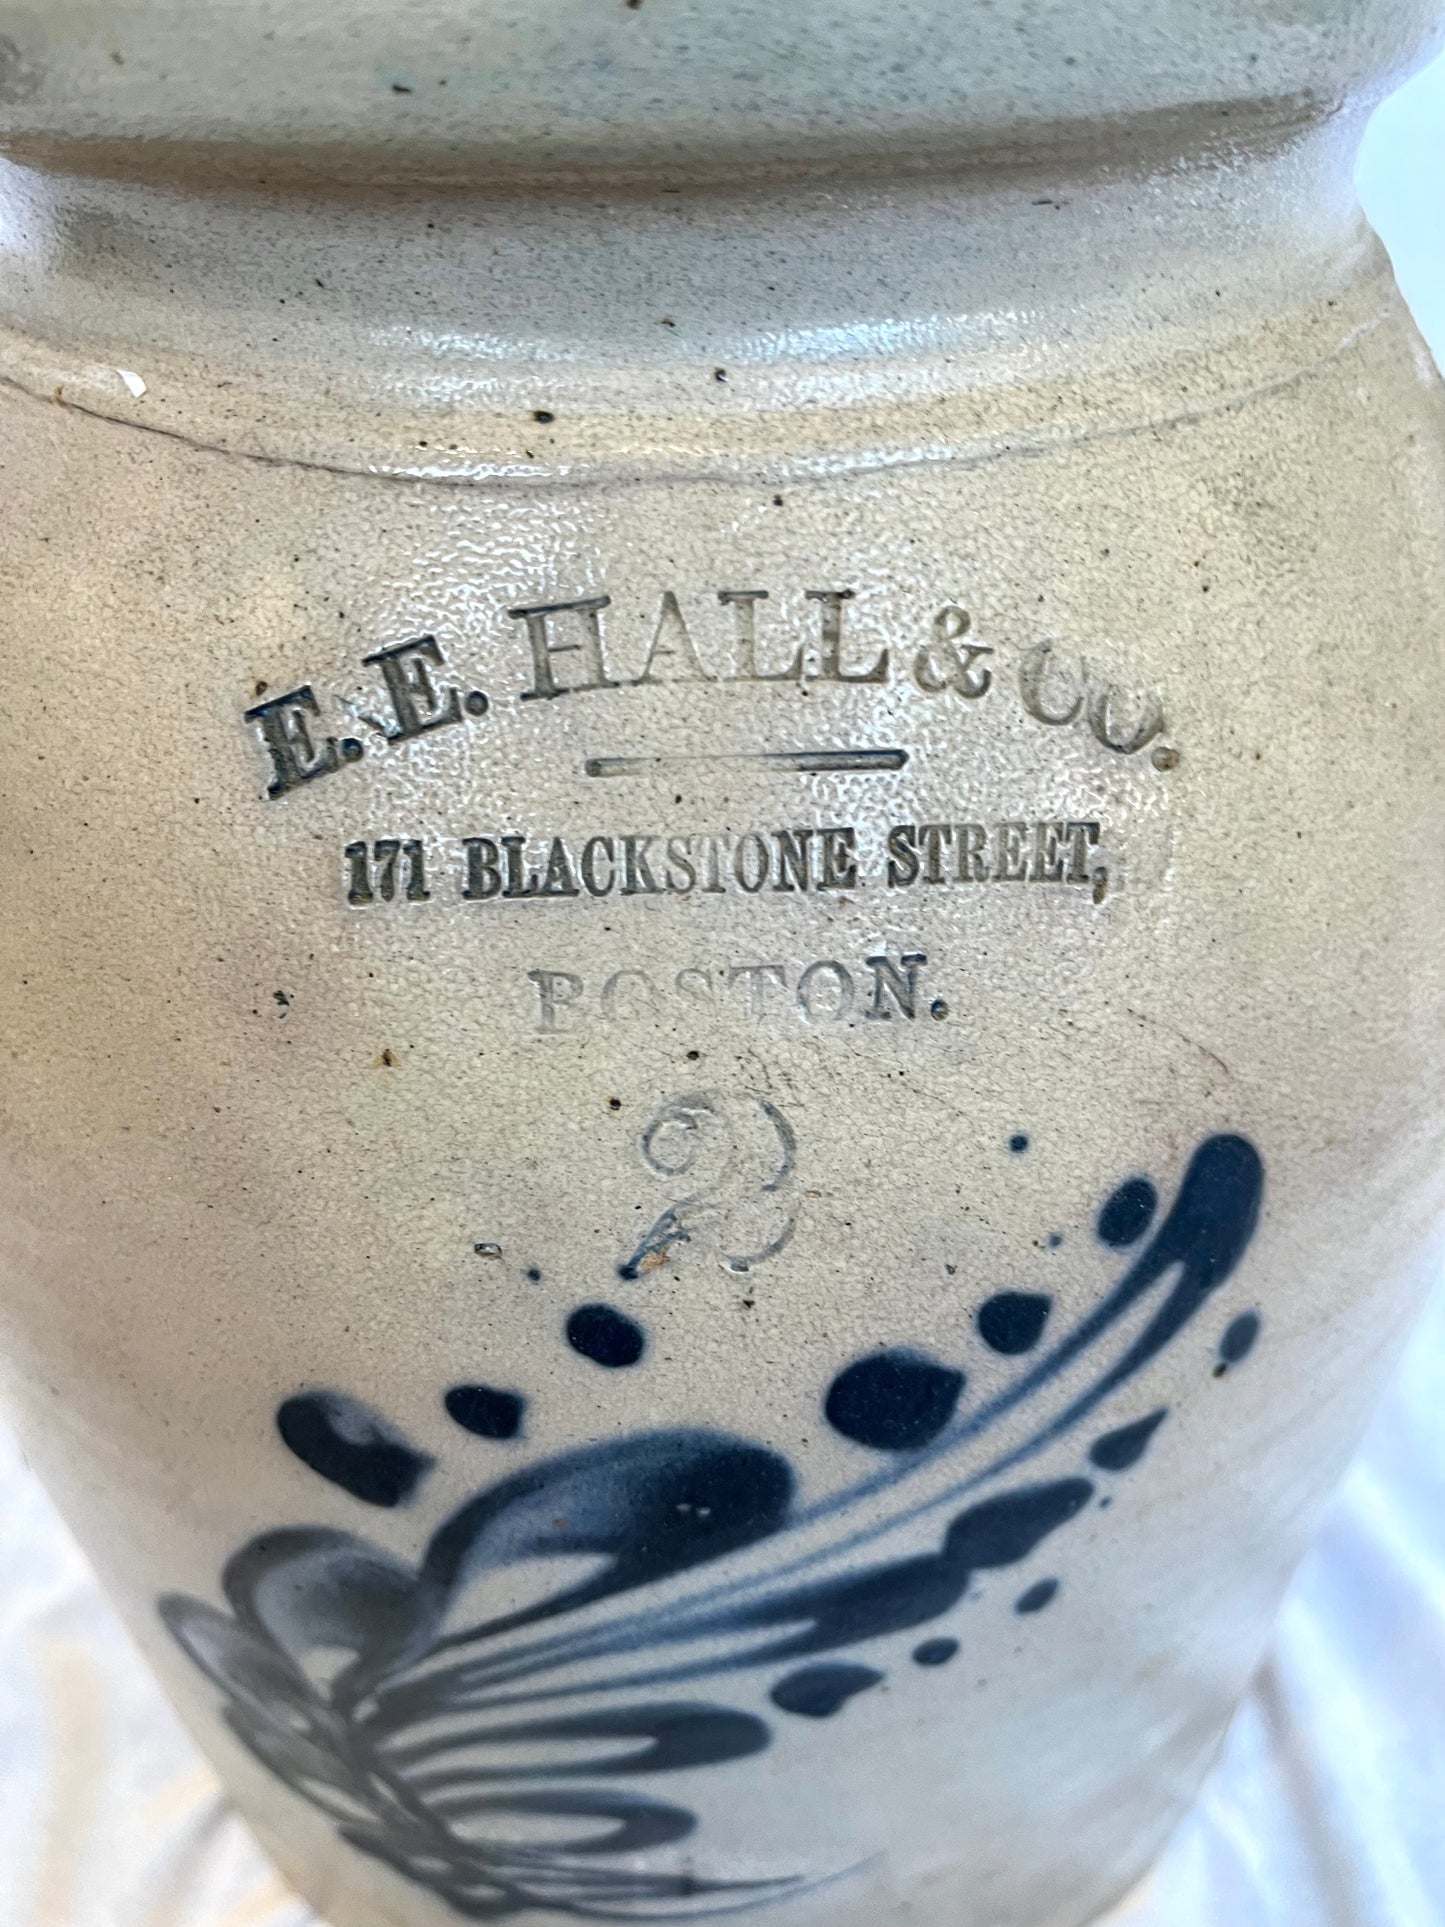 E. E. HALL & CO.
171 BLACKSTONE STREET,
BOSTON.
2